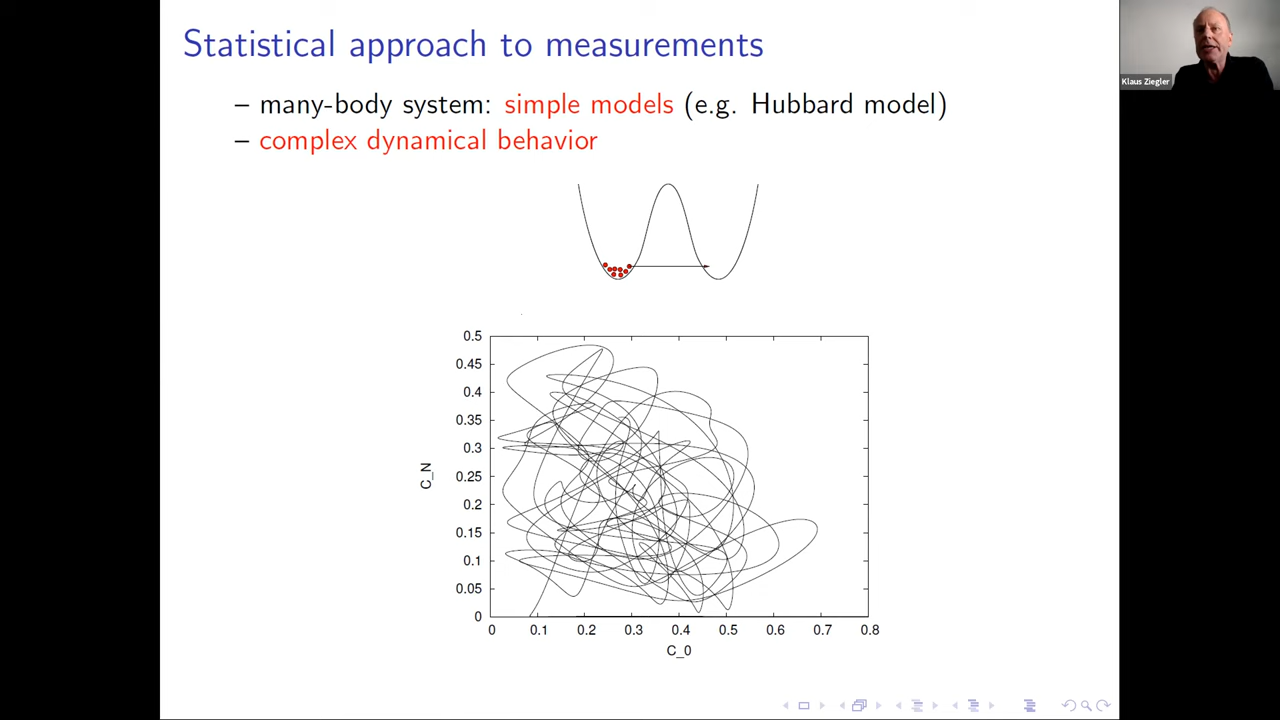 Statistical approach to measurements
Klaus Ziegler
– many-body system: simple models (e.g. Hubbard model)
– complex dynamical behavior
0.5
0.45
0.4
0.35
0.3
0.25
0.2
0.15
0.1
0.05
0
C_N
0 0.1 0.2 0.3 0.4 0.5 0.6 0.7 0.8
C_0